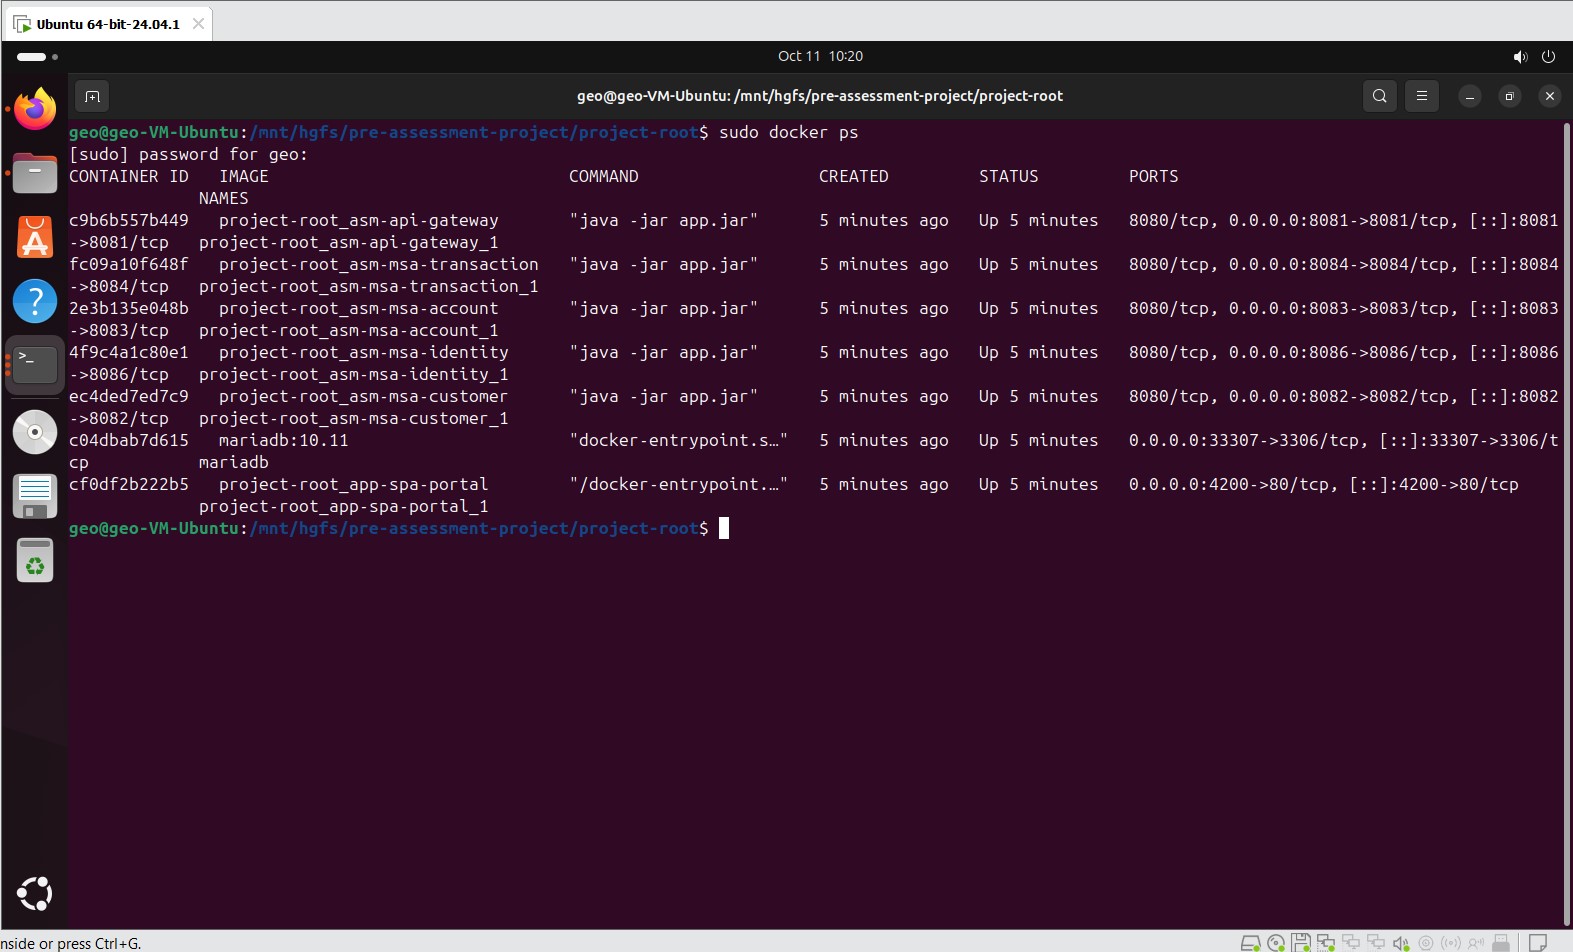 Ubuntu 64-bit-24.04.1
Oct 11 10:20
geo@geo-VM-Ubuntu: /mnt/hgfs/pre-assessment-project/project-root
geo@geo-VM-Ubuntu:/mnt/hgfs/pre-assessment-project/project-root$ sudo docker ps
[sudo] password for geo:
CONTAINER ID   IMAGE                              COMMAND                  CREATED         STATUS         PORTS
             NAMES
c9b6b557b449   project-root_asm-api-gateway       "java -jar app.jar"      5 minutes ago   Up 5 minutes   8080/tcp, 0.0.0.0:8081->8081/tcp, [::]:8081
->8081/tcp   project-root_asm-api-gateway_1
fc09a10f648f   project-root_asm-msa-transaction   "java -jar app.jar"      5 minutes ago   Up 5 minutes   8080/tcp, 0.0.0.0:8084->8084/tcp, [::]:8084
->8084/tcp   project-root_asm-msa-transaction_1
2e3b135e048b   project-root_asm-msa-account       "java -jar app.jar"      5 minutes ago   Up 5 minutes   8080/tcp, 0.0.0.0:8083->8083/tcp, [::]:8083
->8083/tcp   project-root_asm-msa-account_1
4f9c4a1c80e1   project-root_asm-msa-identity      "java -jar app.jar"      5 minutes ago   Up 5 minutes   8080/tcp, 0.0.0.0:8086->8086/tcp, [::]:8086
->8086/tcp   project-root_asm-msa-identity_1
ec4ded7ed7c9   project-root_asm-msa-customer      "java -jar app.jar"      5 minutes ago   Up 5 minutes   8080/tcp, 0.0.0.0:8082->8082/tcp, [::]:8082
->8082/tcp   project-root_asm-msa-customer_1
c04dbab7d615   mariadb:10.11                      "docker-entrypoint.s…"   5 minutes ago   Up 5 minutes   0.0.0.0:33307->3306/tcp, [::]:33307->3306/t
cp           mariadb
cf0df2b222b5   project-root_app-spa-portal        "/docker-entrypoint.…"   5 minutes ago   Up 5 minutes   0.0.0.0:4200->80/tcp, [::]:4200->80/tcp
             project-root_app-spa-portal_1
geo@geo-VM-Ubuntu:/mnt/hgfs/pre-assessment-project/project-root$
nside or press Ctrl+G.